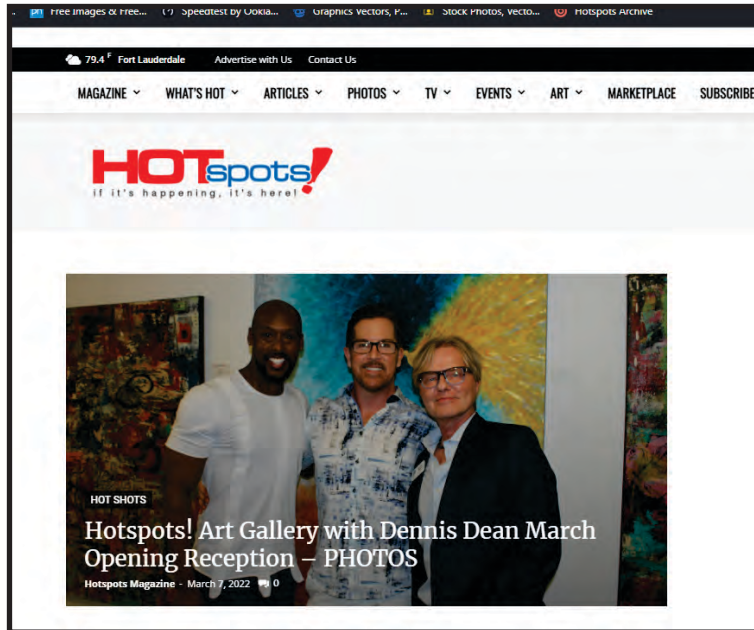 Free Images & Free... Speedtest by Ookla... Graphics Vectors, P... Stock Photos, Vecto... Hotspots Archive
79.4 F Fort Lauderdale Advertise with Us Contact Us
MAGAZINE WHAT'S HOT ARTICLES PHOTOS TV EVENTS ART MARKETPLACE SUBSCRIBE
HOTspots!
if it's happening, it's here!
HOT SHOTS
Hotspots! Art Gallery with Dennis Dean March
Opening Reception – PHOTOS
Hotspots Magazine - March 7, 2022 0